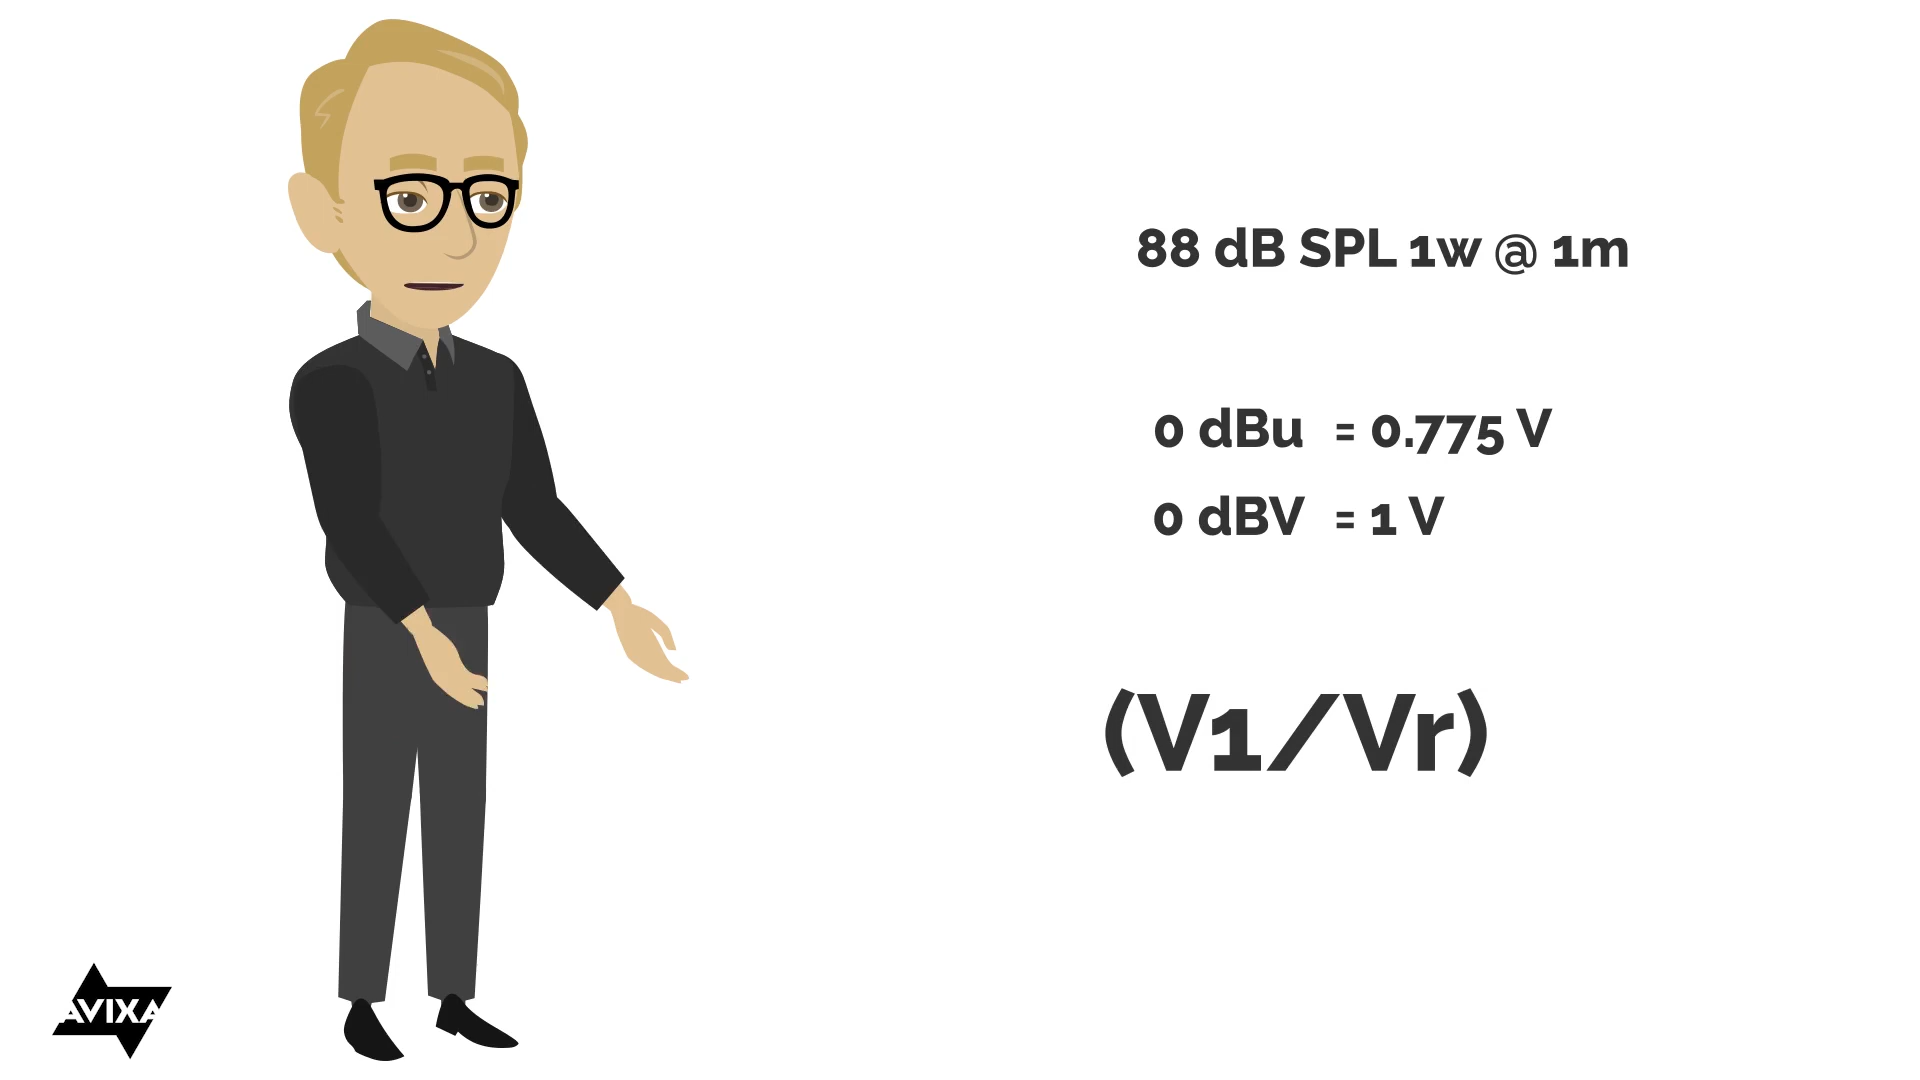 88 dB SPL 1w @ 1m
0 dBu = 0.775 V
0 dBV = 1 V
(V1/Vr)
AVIXA